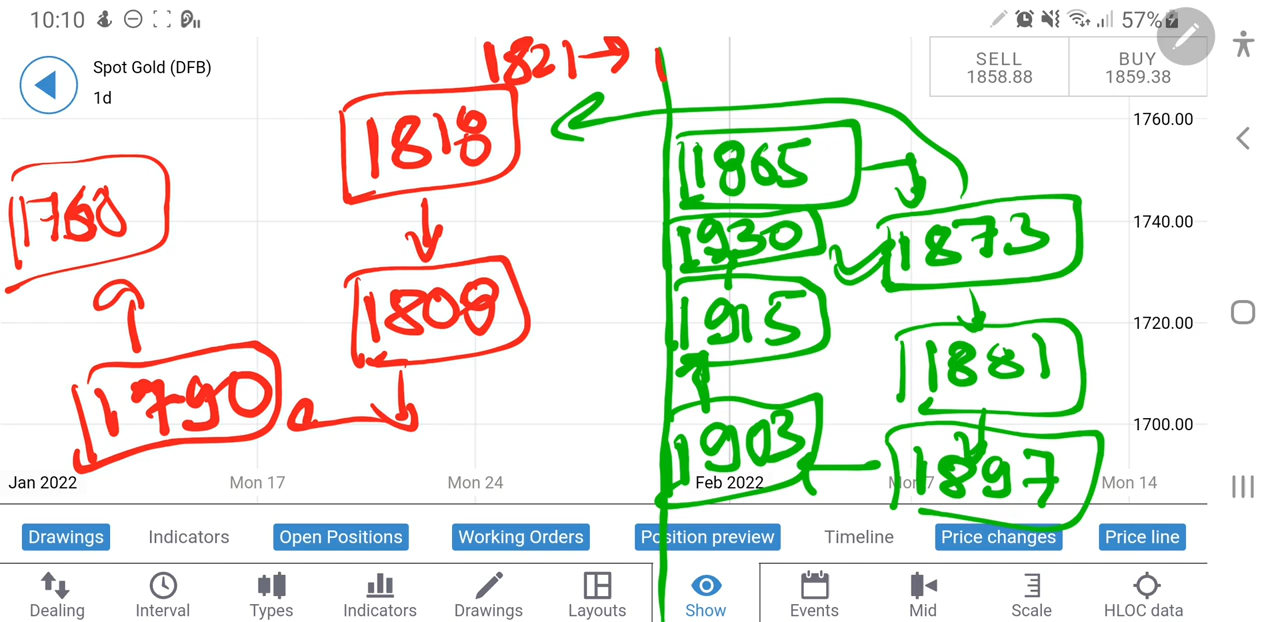 10:10
57%
Spot Gold (DFB)
1d
SELL
1858.88
BUY
1859.38
1821→
1818
1808
1790
1865
1873
1930
1915
1881
1903
1897
1760.00
1740.00
1720.00
1700.00
Jan 2022 Mon 17 Mon 24 Feb 2022 Mon 7 Mon 14
Drawings Indicators Open Positions Working Orders Position preview Timeline Price changes Price line
Dealing Interval Types Indicators Drawings Layouts Show Events Mid Scale HLOC data